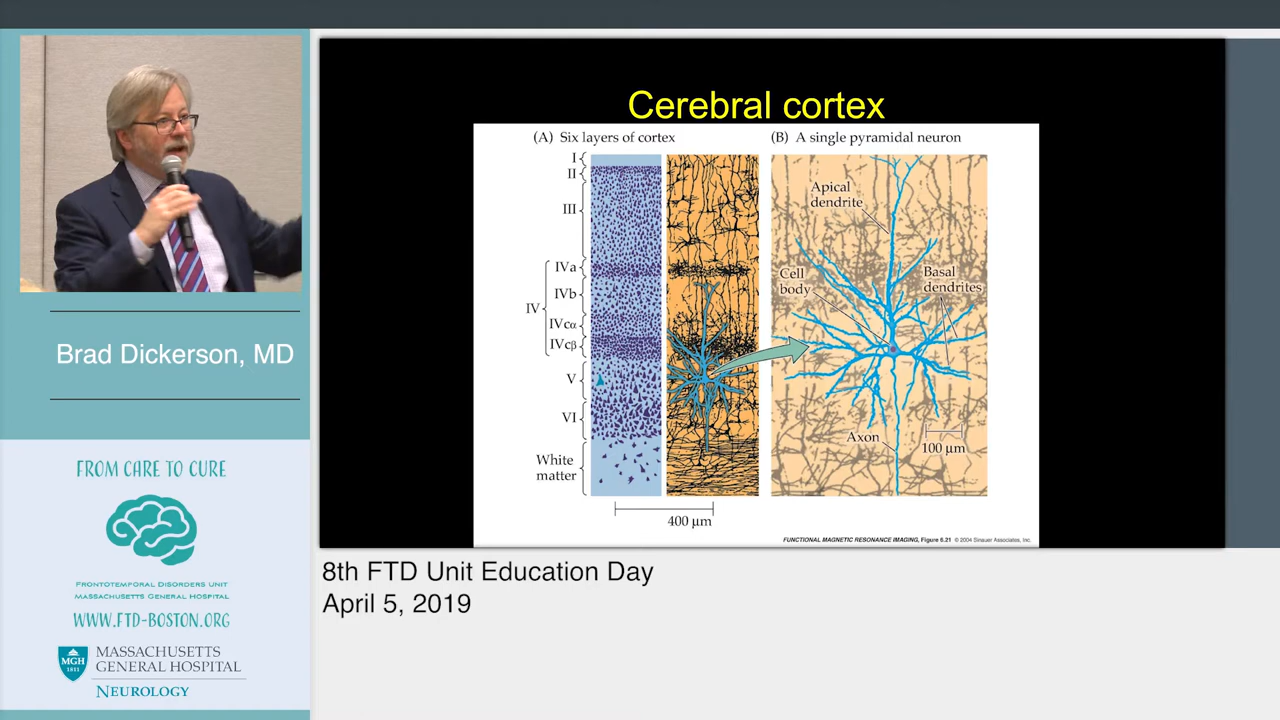 Brad Dickerson, MD
FROM CARE TO CURE
FRONTOTEMPORAL DISORDERS UNIT
MASSACHUSETTS GENERAL HOSPITAL
WWW.FTD-BOSTON.ORG
MGH
1811
MASSACHUSETTS
GENERAL HOSPITAL
NEUROLOGY
Cerebral cortex
(A) Six layers of cortex
I
II
III
IVa
IVb
IV
IVcα
IVcβ
V
VI
White
matter
400 μm
(B) A single pyramidal neuron
Apical
dendrite
Cell
body
Basal
dendrites
Axon
100 μm
FUNCTIONAL MAGNETIC RESONANCE IMAGING, Figure 6.21 © 2004 Sinauer Associates, Inc.
8th FTD Unit Education Day
April 5, 2019